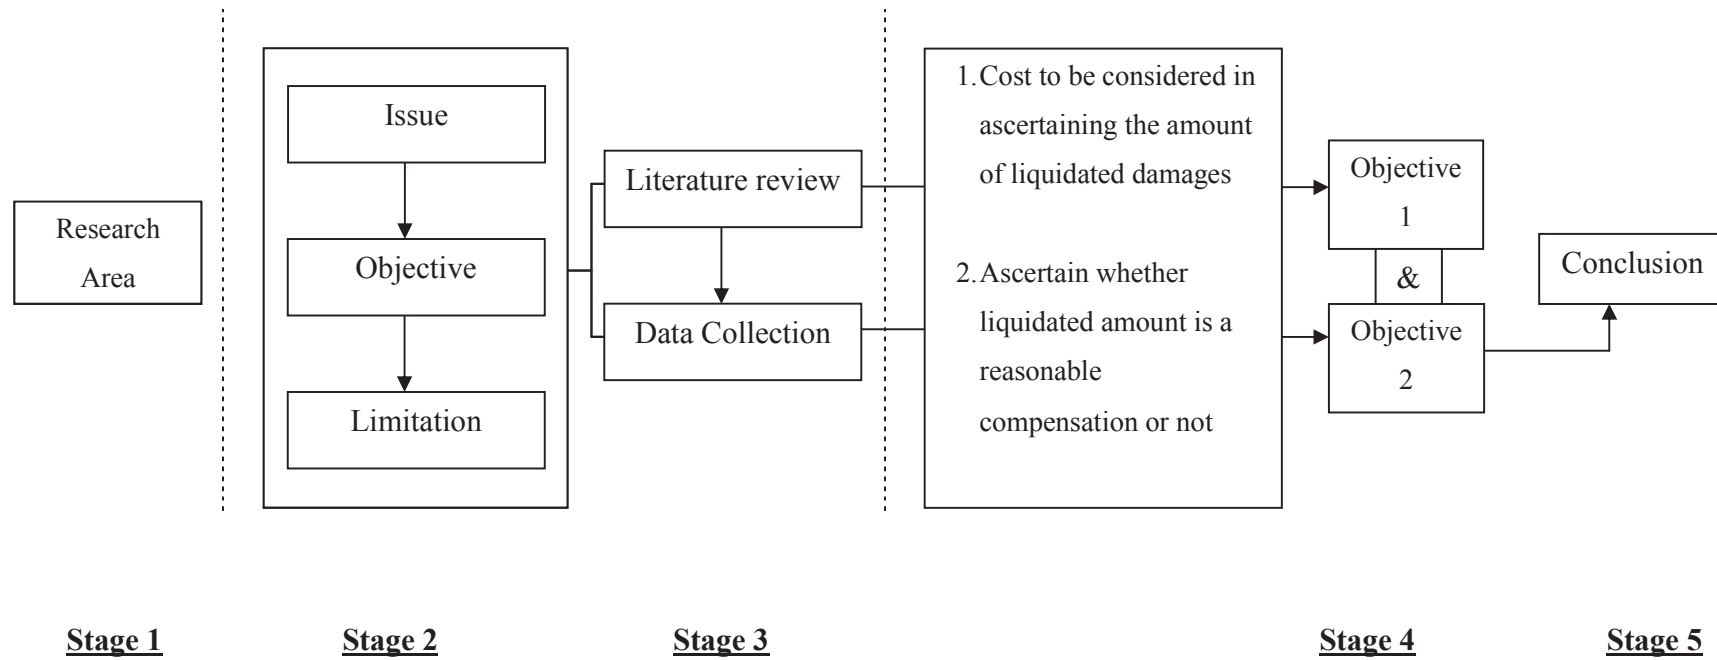 Research
Area
Issue
Objective
Limitation
Literature review
Data Collection
1. Cost to be considered in
ascertaining the amount
of liquidated damages
2. Ascertain whether
liquidated amount is a
reasonable
compensation or not
Objective
1
&
Objective
2
Conclusion
Stage 1
Stage 2
Stage 3
Stage 4
Stage 5